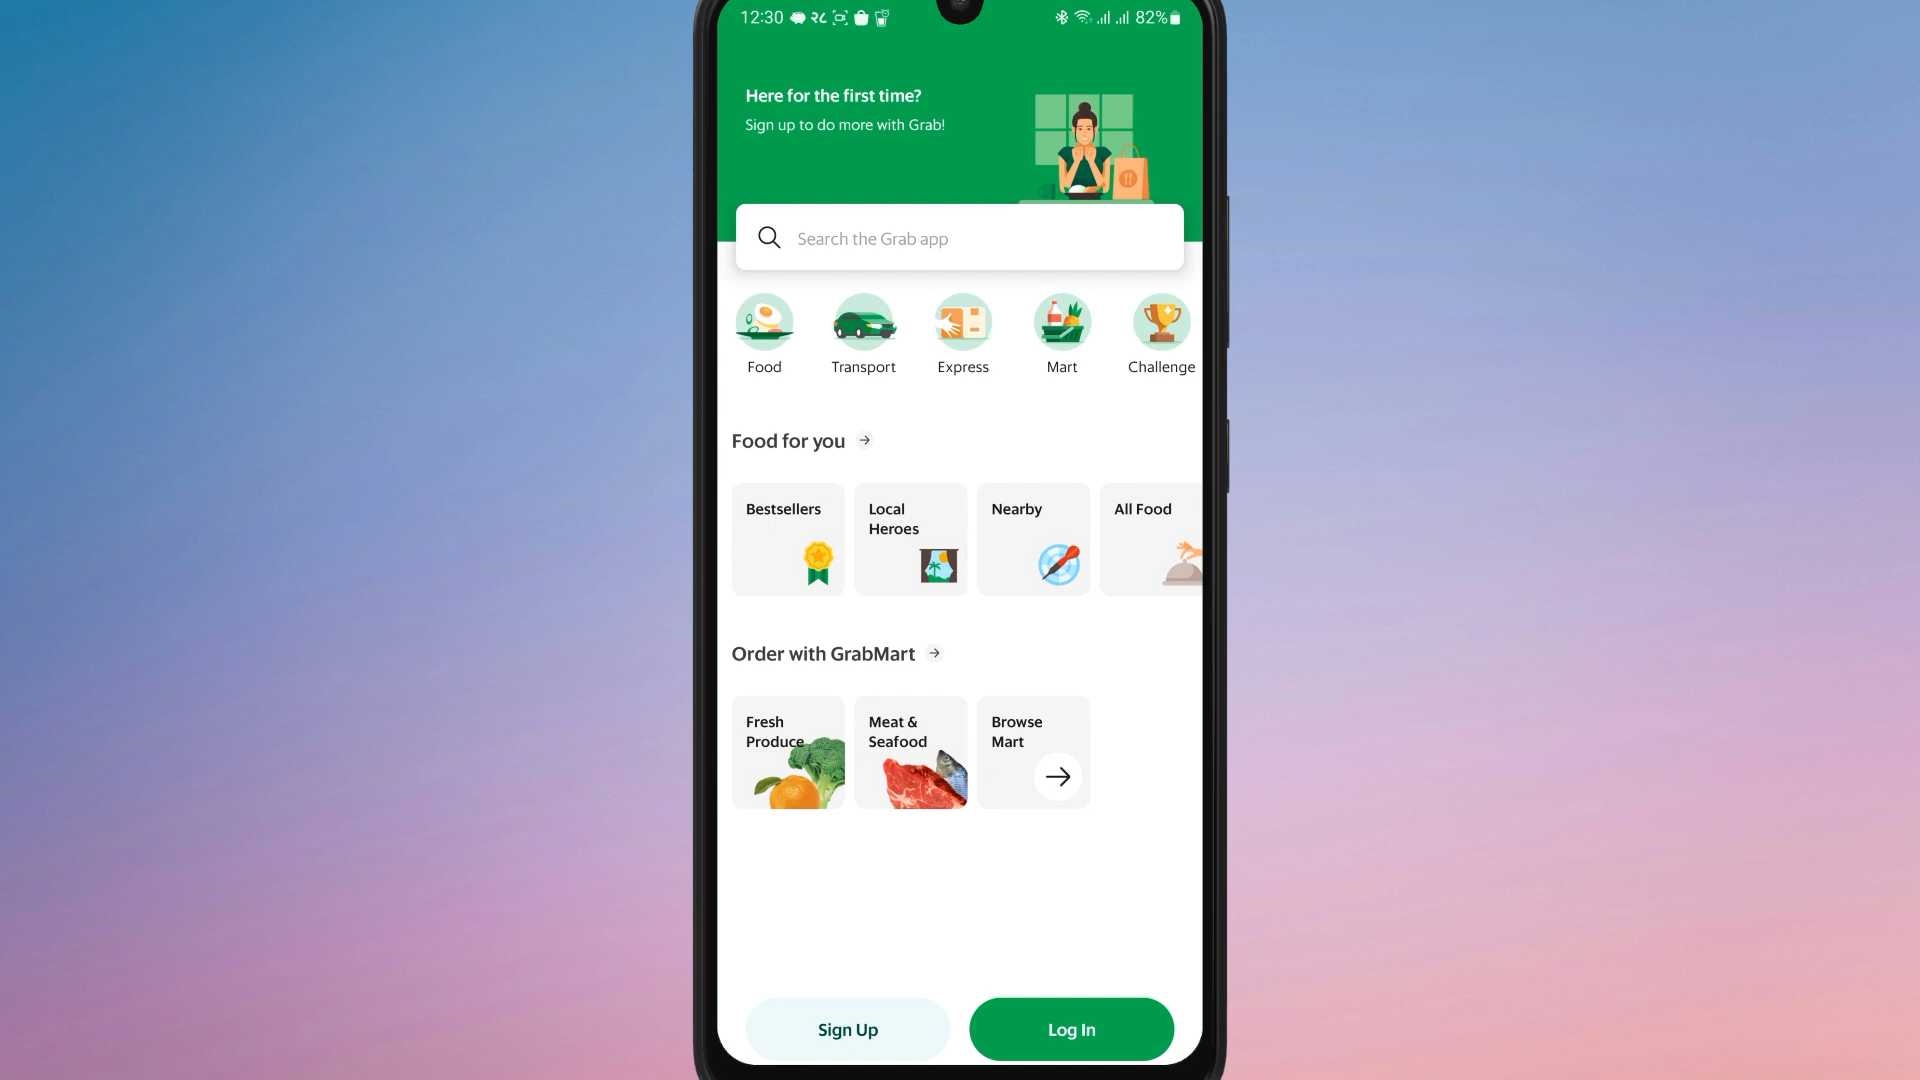 12:30 २८ 82%
Here for the first time?
Sign up to do more with Grab!
Search the Grab app
Food Transport Express Mart Challenge
Food for you
Bestsellers
Local
Heroes
Nearby
All Food
Order with GrabMart
Fresh
Produce
Meat &
Seafood
Browse
Mart
Sign Up
Log In